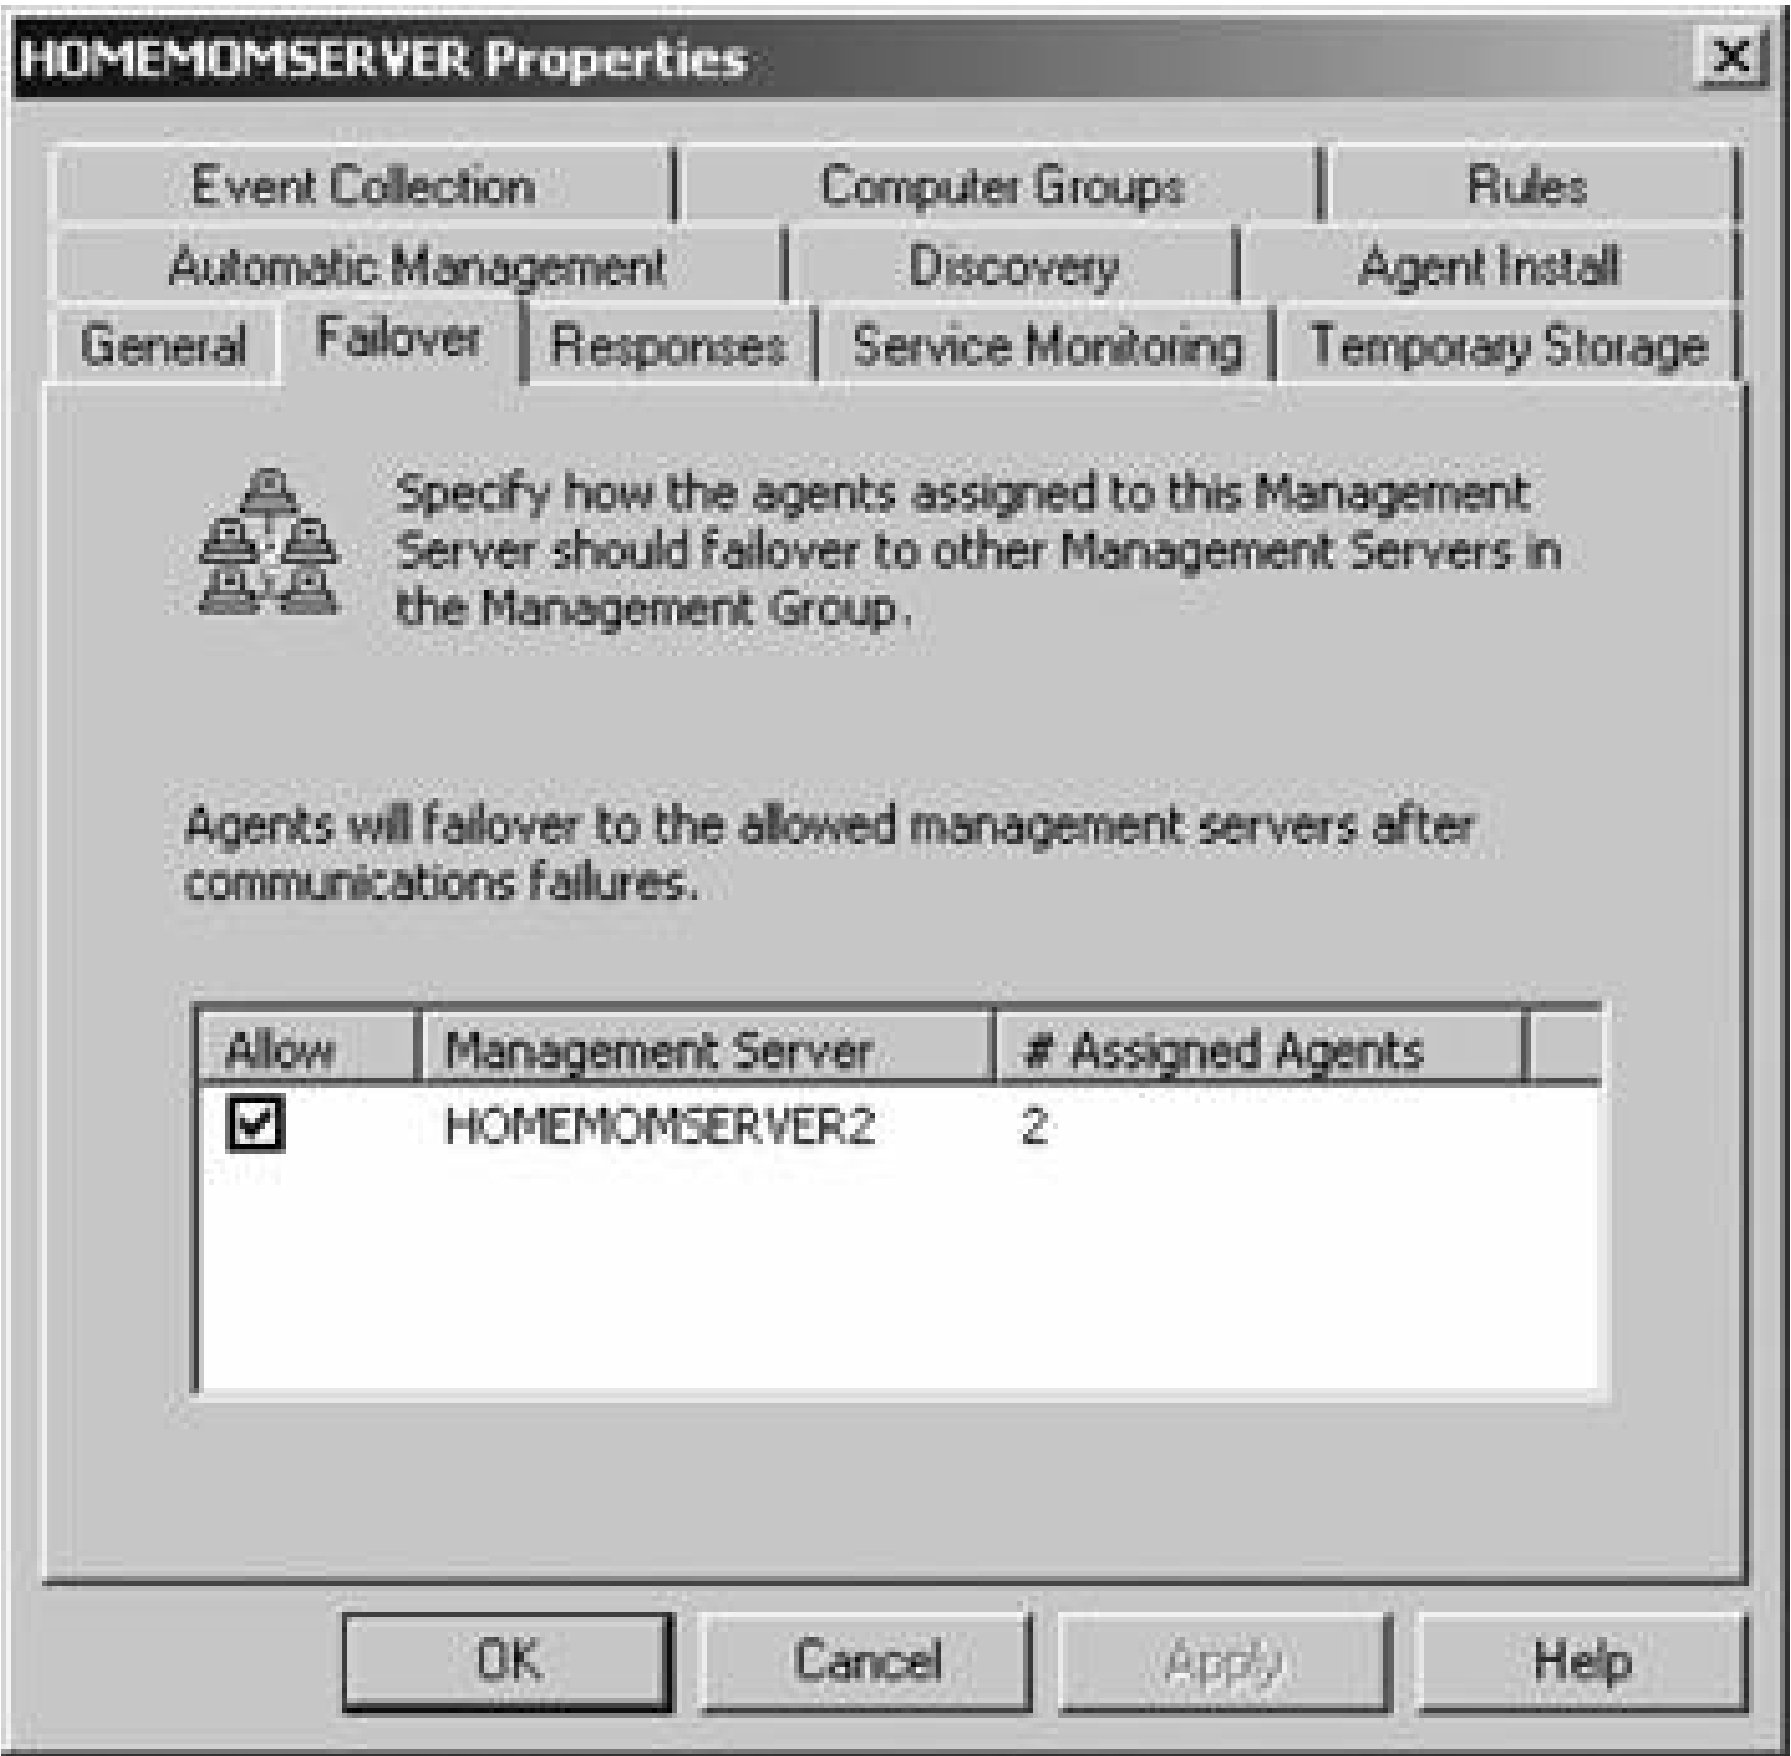 HOMEMOMSERVER Properties
Event Collection Computer Groups Rules
Automatic Management Discovery Agent Install
General Failover Responses Service Monitoring Temporary Storage
Specify how the agents assigned to this Management
Server should failover to other Management Servers in
the Management Group.
Agents will failover to the allowed management servers after
communications failures.
Allow Management Server # Assigned Agents
HOMEMOMSERVER2 2
OK Cancel Apply Help